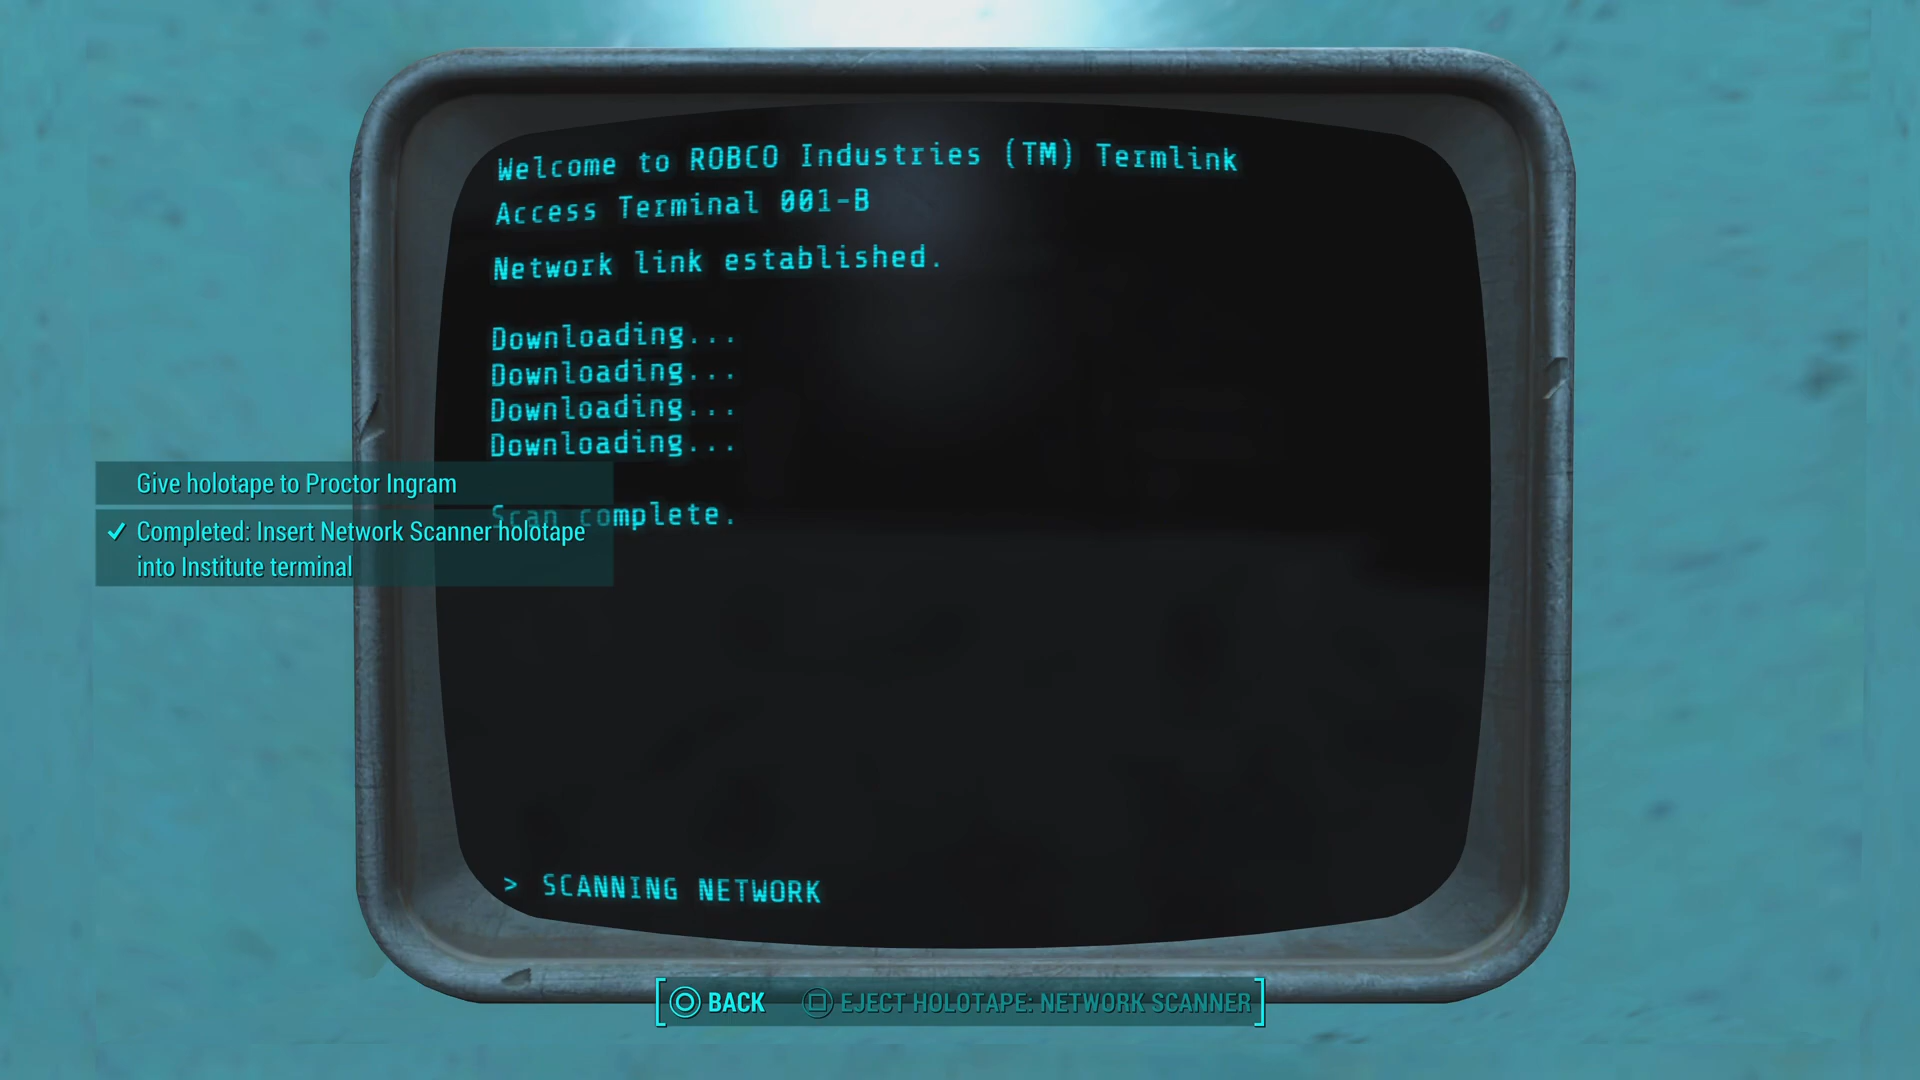 Welcome to ROBCO Industries (TM) Termlink
Access Terminal 001-B
Network link established.
Downloading...
Downloading...
Downloading...
Downloading...
Give holotape to Proctor Ingram
Scan complete.
✓ Completed: Insert Network Scanner holotape
into Institute terminal
> SCANNING NETWORK
BACK EJECT HOLOTAPE: NETWORK SCANNER